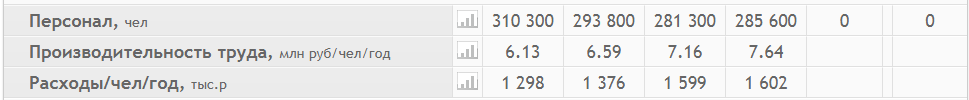 Персонал, чел 310 300 293 800 281 300 285 600 0 0
Производительность труда, млн руб/чел/год 6.13 6.59 7.16 7.64
Расходы/чел/год, тыс.р 1 298 1 376 1 599 1 602